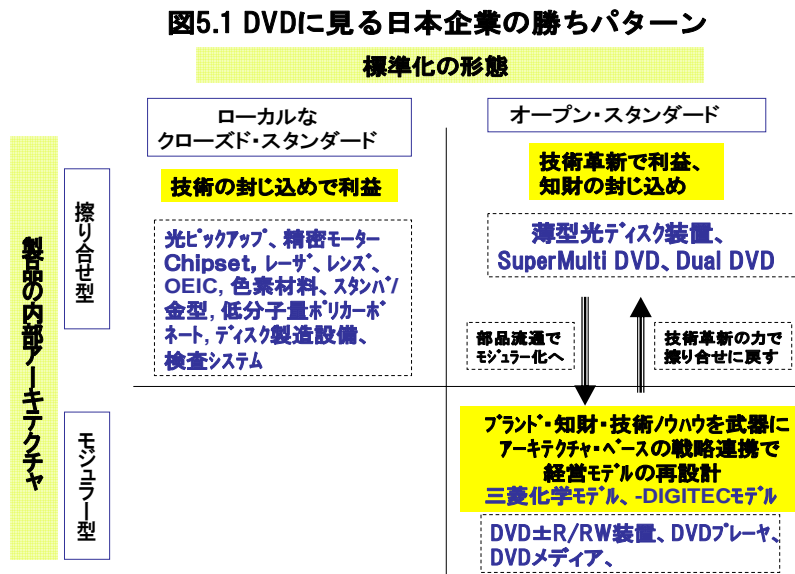 図5.1 DVDに見る日本企業の勝ちパターン
標準化の形態
ローカルな
クローズド・スタンダード
オープン・スタンダード
製品の内部アーキテクチャ
擦り合せ型
技術の封じ込めで利益
光ﾋﾟｯｸｱｯﾌﾟ、精密モーター
Chipset, ﾚｰｻﾞ、ﾚﾝｽﾞ、
OEIC, 色素材料、ｽﾀﾝﾊﾟ/
金型, 低分子量ﾎﾟﾘｶｰﾎﾞ
ﾈｰﾄ, ﾃﾞｨｽｸ製造設備、
検査システム
技術革新で利益、
知財の封じ込め
薄型光ﾃﾞｨｽｸ装置、
SuperMulti DVD、Dual DVD
部品流通で
ﾓｼﾞｭﾗｰ化へ
技術革新の力で
擦り合せに戻す
モジュラー型
ﾌﾞﾗﾝﾄﾞ・知財・技術ﾉｳﾊｳを武器に
ｱｰｷﾃｸﾁｬ・ﾍﾞｰｽの戦略連携で
経営モデルの再設計
三菱化学ﾓﾃﾞﾙ、-DIGITECﾓﾃﾞﾙ
DVD±R/RW装置、DVDﾌﾟﾚｰﾔ、
DVDメディア、